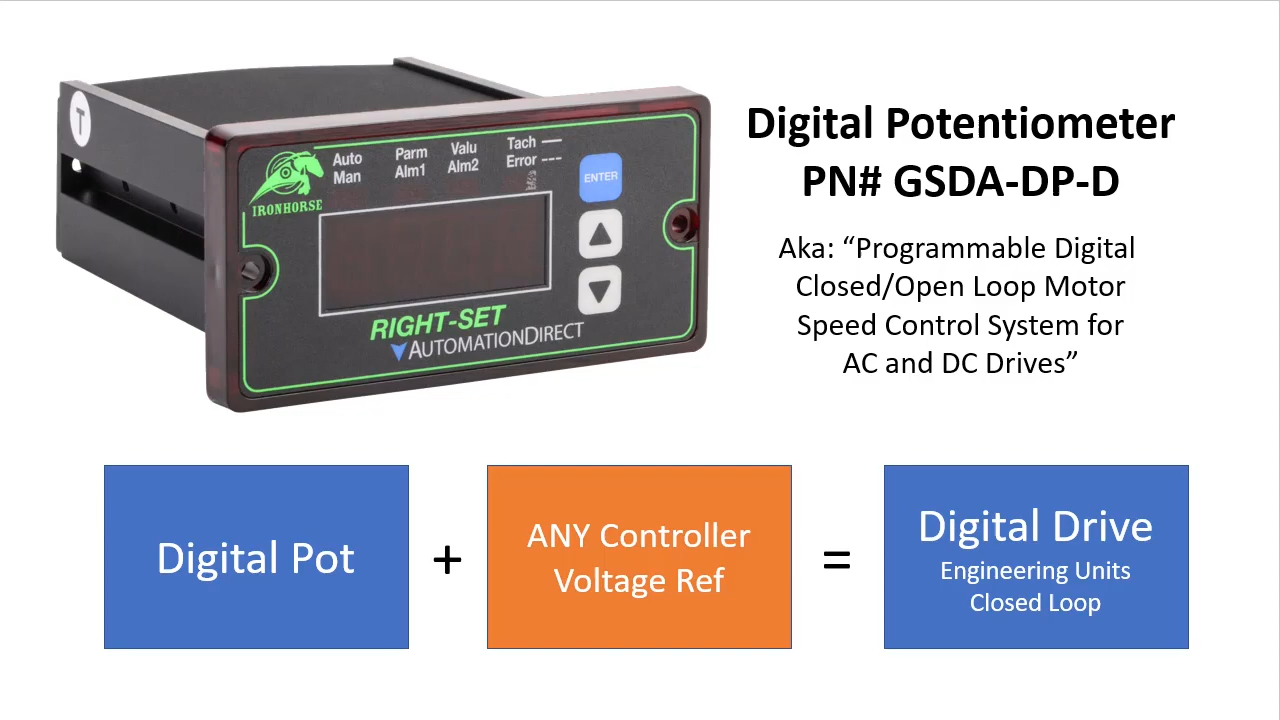 T
IRONHORSE
Auto
Man
Parm
Alm1
Valu
Alm2
Tach
Error
ENTER
RIGHT-SET
AUTOMATIONDIRECT
Digital Potentiometer
PN# GSDA-DP-D
Aka: “Programmable Digital
Closed/Open Loop Motor
Speed Control System for
AC and DC Drives”
Digital Pot
+
ANY Controller
Voltage Ref
=
Digital Drive
Engineering Units
Closed Loop